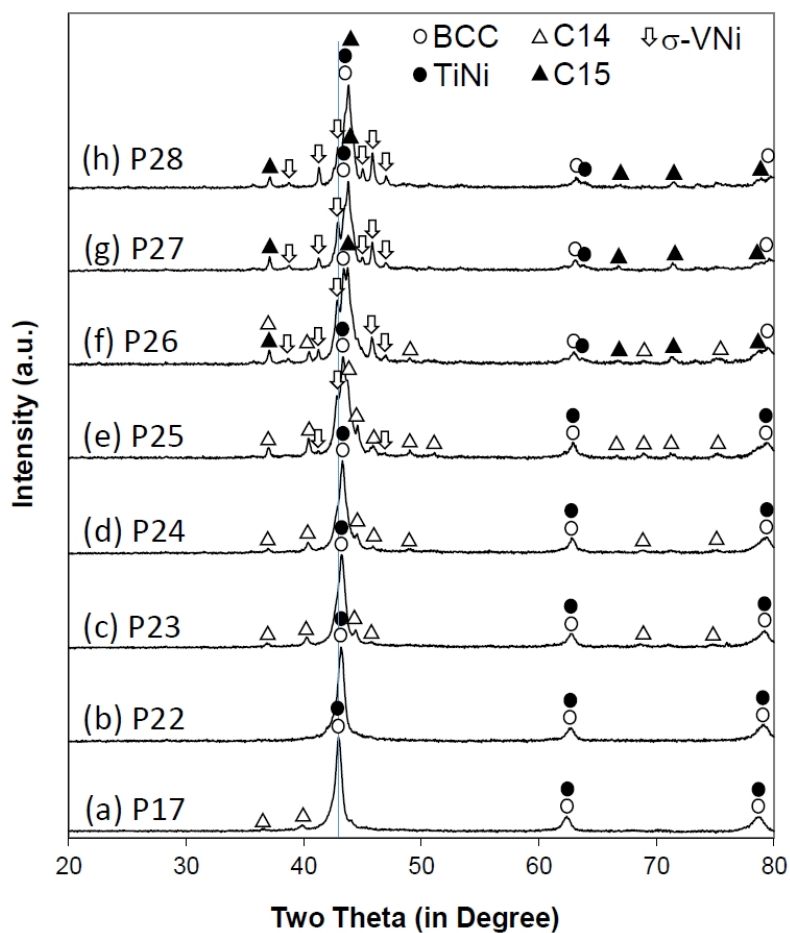 BCC C14 σ-VNi
TiNi C15
(h) P28
(g) P27
(f) P26
(e) P25
(d) P24
(c) P23
(b) P22
(a) P17
Intensity (a.u.)
20 30 40 50 60 70 80
Two Theta (in Degree)